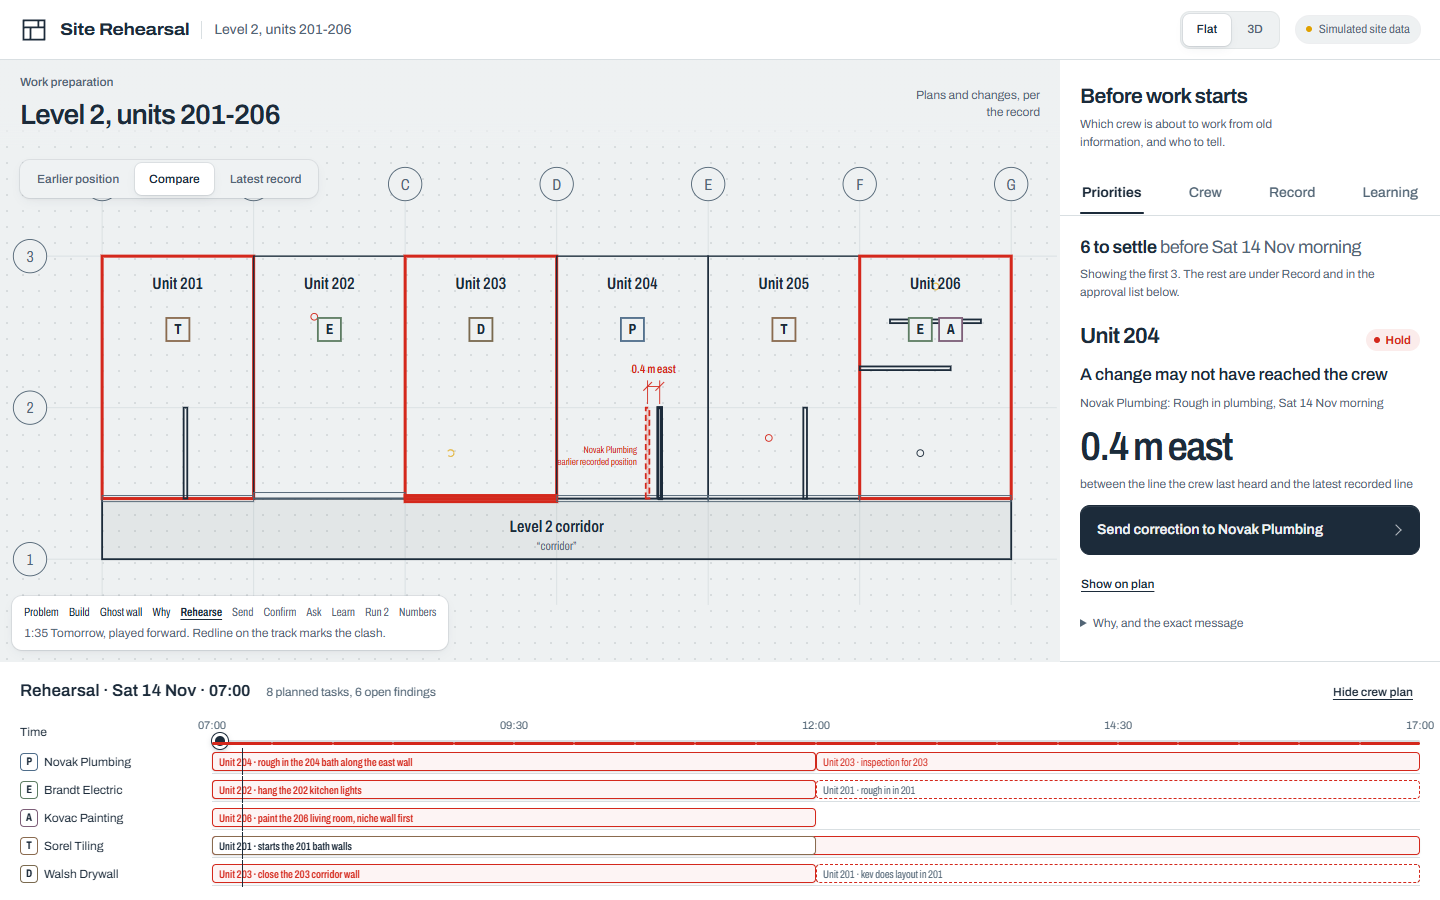 Site Rehearsal
Level 2, units 201-206
Flat
3D
Simulated site data
Work preparation
Level 2, units 201-206
Plans and changes, per
the record
Earlier position
Compare
Latest record
C
D
E
F
G
3
2
1
Unit 201
Unit 202
Unit 203
Unit 204
Unit 205
Unit 206
T
E
D
P
T
E
A
0.4 m east
Novak Plumbing
earlier recorded position
Level 2 corridor
“corridor”
Problem
Build
Ghost wall
Why
Rehearse
Send
Confirm
Ask
Learn
Run 2
Numbers
1:35 Tomorrow, played forward. Redline on the track marks the clash.
Before work starts
Which crew is about to work from old
information, and who to tell.
Priorities
Crew
Record
Learning
6 to settle before Sat 14 Nov morning
Showing the first 3. The rest are under Record and in the
approval list below.
Unit 204
Hold
A change may not have reached the crew
Novak Plumbing: Rough in plumbing, Sat 14 Nov morning
0.4 m east
between the line the crew last heard and the latest recorded line
Send correction to Novak Plumbing
Show on plan
Why, and the exact message
Rehearsal · Sat 14 Nov · 07:00
8 planned tasks, 6 open findings
Hide crew plan
Time
07:00
09:30
12:00
14:30
17:00
P
Novak Plumbing
Unit 204 · rough in the 204 bath along the east wall
Unit 203 · inspection for 203
E
Brandt Electric
Unit 202 · hang the 202 kitchen lights
Unit 201 · rough in in 201
A
Kovac Painting
Unit 206 · paint the 206 living room, niche wall first
T
Sorel Tiling
Unit 201 · starts the 201 bath walls
D
Walsh Drywall
Unit 203 · close the 203 corridor wall
Unit 201 · kev does layout in 201